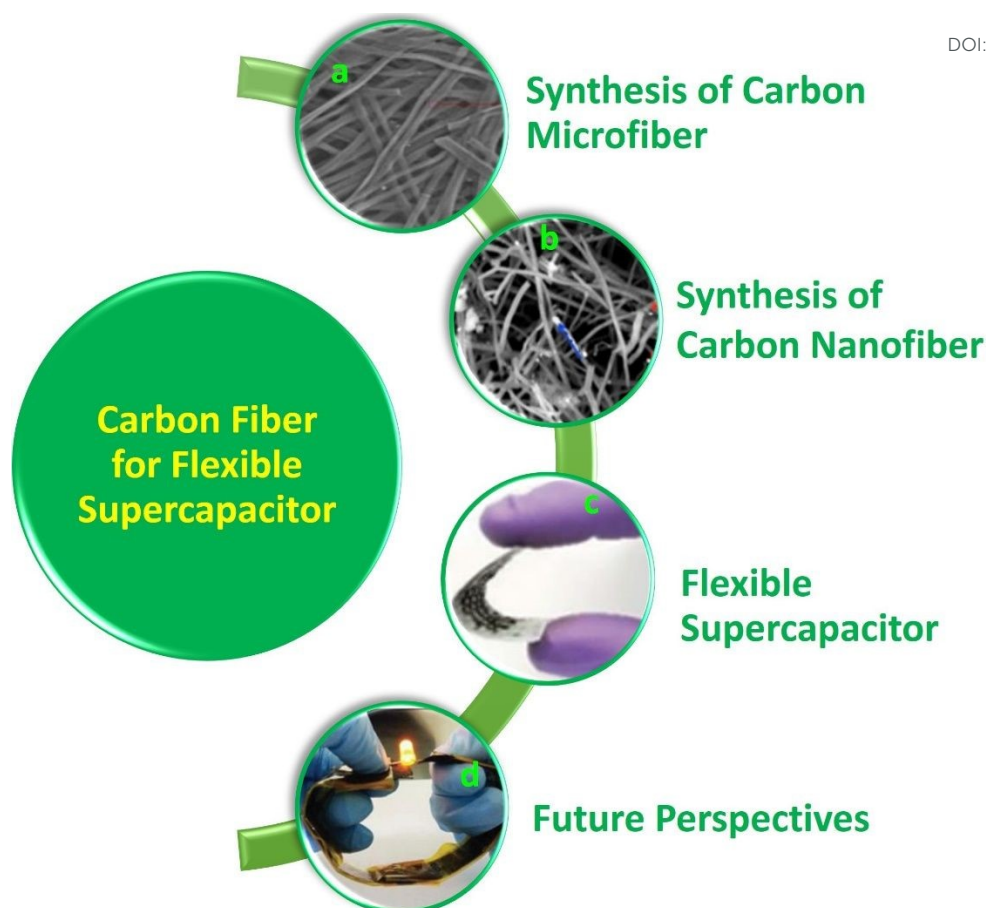 DOI:
a
Synthesis of Carbon
Microfiber
b
Synthesis of
Carbon Nanofiber
Carbon Fiber
for Flexible
Supercapacitor
c
Flexible
Supercapacitor
d
Future Perspectives